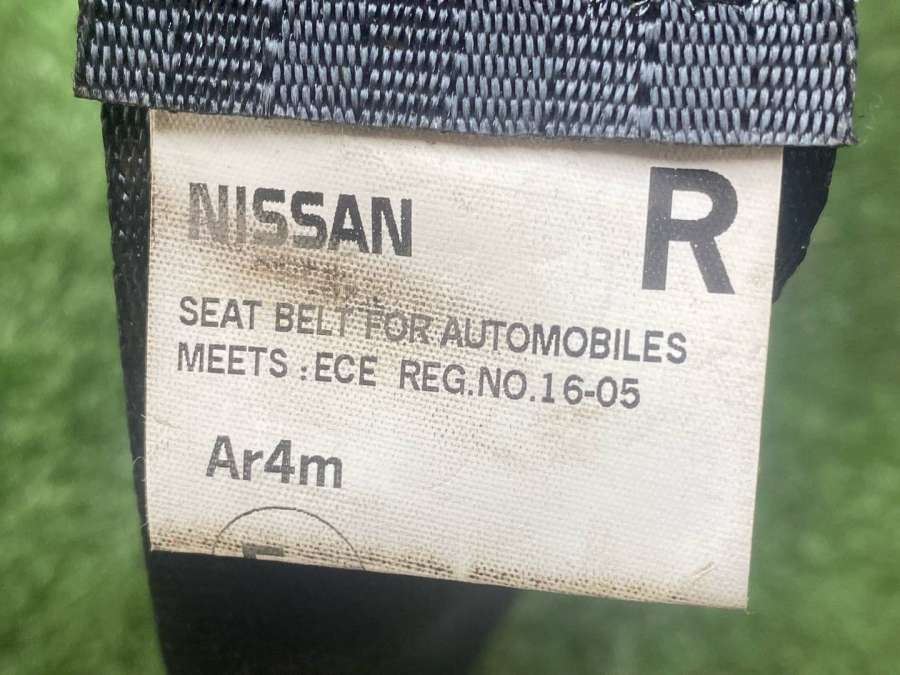 NISSAN R
SEAT BELT FOR AUTOMOBILES
MEETS : ECE REG.NO.16-05
Ar4m